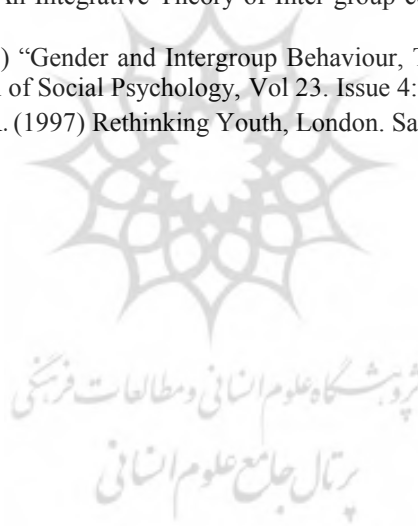 An Integrative Theory of Inter group c
) “Gender and Intergroup Behaviour,
of Social Psychology, Vol 23. Issue 4:
. (1997) Rethinking Youth, London. Sa
پژوهشگاه علوم انسانی و مطالعات فرهنگی
پرتال جامع علوم انسانی